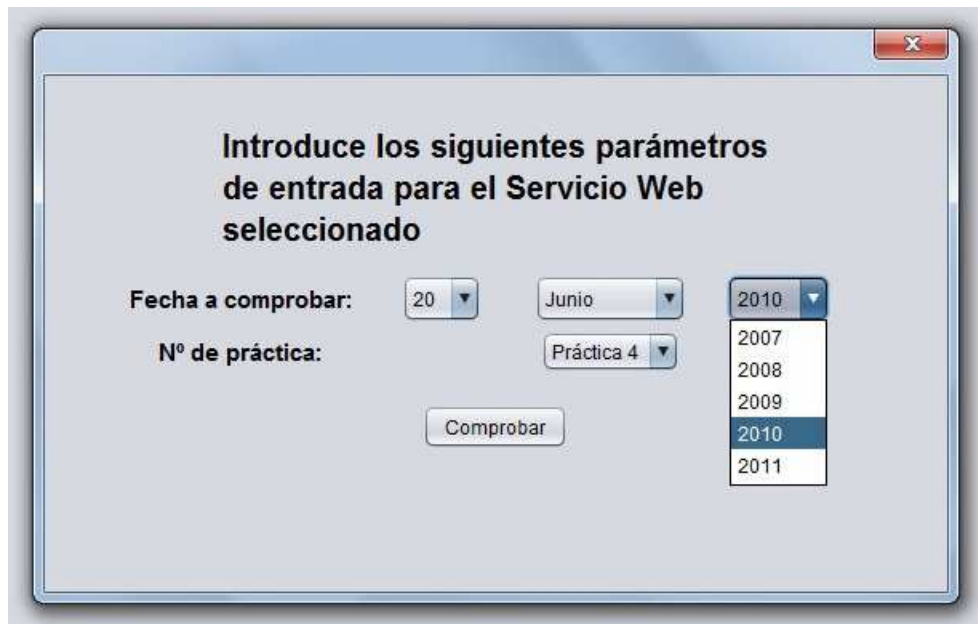 Introduce los siguientes parámetros
de entrada para el Servicio Web
seleccionado
Fecha a comprobar: 20 Junio 2010
2007
Nº de práctica: Práctica 4
2008
2009
Comprobar
2010
2011